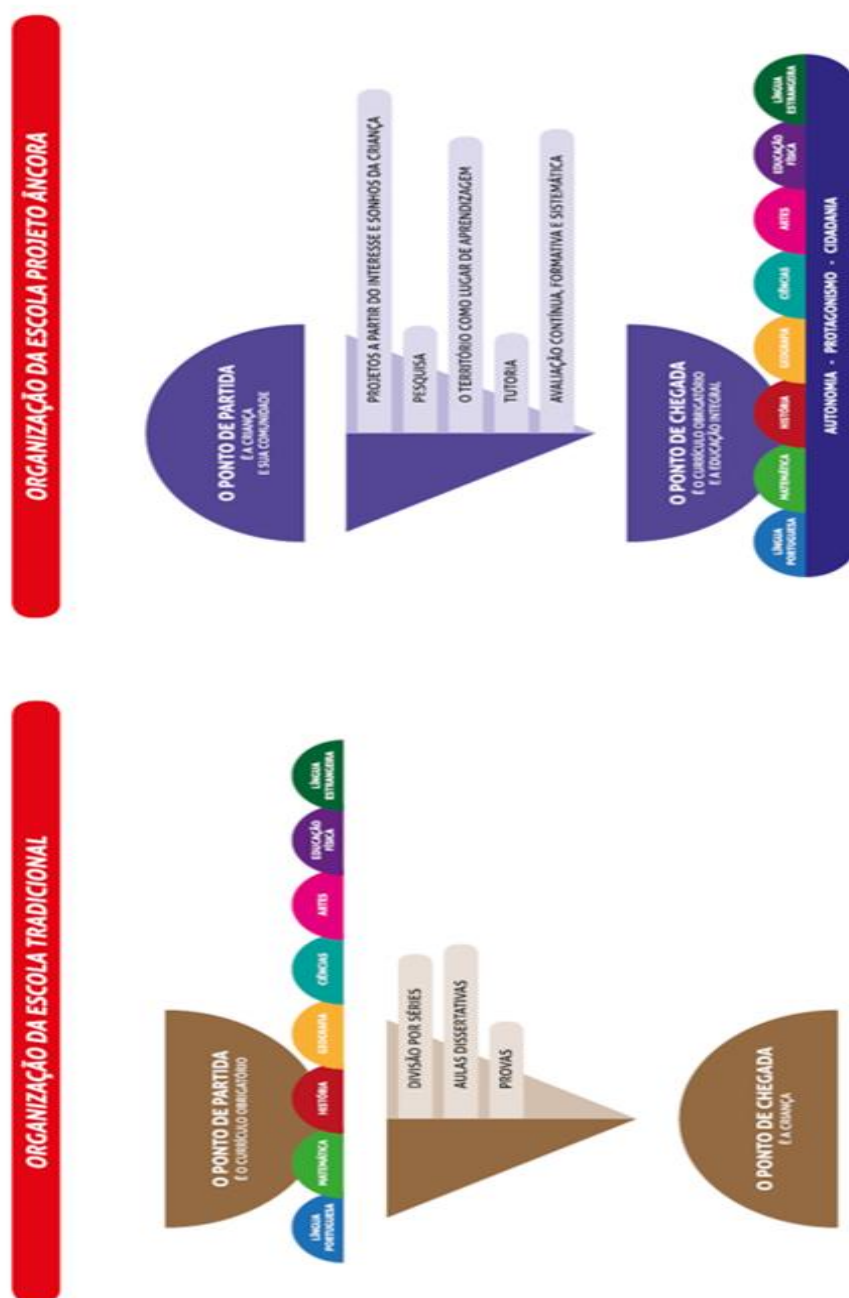 ORGANIZAÇÃO DA ESCOLA TRADICIONAL
O PONTO DE PARTIDA
É O CURRÍCULO OBRIGATÓRIO
LÍNGUA
PORTUGUESA
MATEMÁTICA
HISTÓRIA
GEOGRAFIA
CIÊNCIAS
ARTES
EDUCAÇÃO
FÍSICA
LÍNGUA
ESTRANGEIRA
DIVISÃO POR SÉRIES
AULAS DISSERTATIVAS
PROVAS
O PONTO DE CHEGADA
É A CRIANÇA
ORGANIZAÇÃO DA ESCOLA PROJETO ÂNCORA
O PONTO DE PARTIDA
É A CRIANÇA
E SUA COMUNIDADE
PROJETOS A PARTIR DO INTERESSE E SONHOS DA CRIANÇA
PESQUISA
O TERRITÓRIO COMO LUGAR DE APRENDIZAGEM
TUTORIA
AVALIAÇÃO CONTÍNUA, FORMATIVA E SISTEMÁTICA
O PONTO DE CHEGADA
É O CURRÍCULO OBRIGATÓRIO
E A EDUCAÇÃO INTEGRAL
LÍNGUA
PORTUGUESA
MATEMÁTICA
HISTÓRIA
GEOGRAFIA
CIÊNCIAS
ARTES
EDUCAÇÃO
FÍSICA
LÍNGUA
ESTRANGEIRA
AUTONOMIA - PROTAGONISMO - CIDADANIA